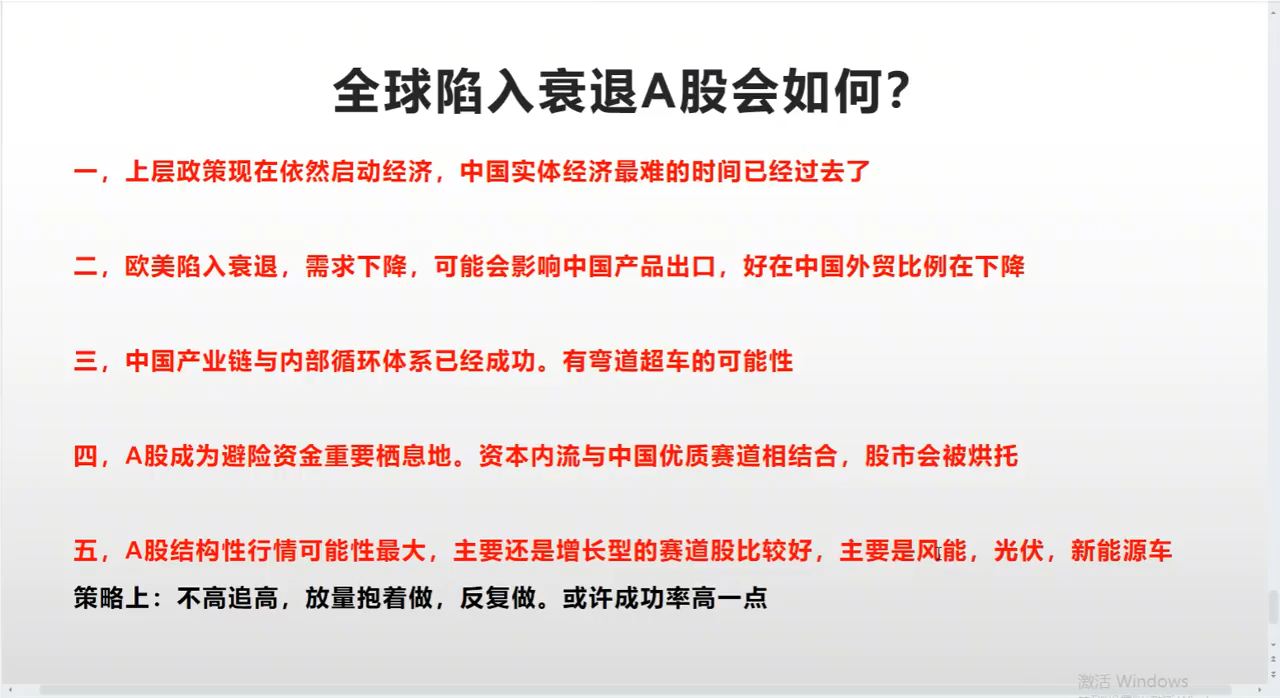 全球陷入衰退A股会如何?
一，上层政策现在依然启动经济，中国实体经济最难的时间已经过去了
二，欧美陷入衰退，需求下降，可能会影响中国产品出口，好在中国外贸比例在下降
三，中国产业链与内部循环体系已经成功。有弯道超车的可能性
四，A股成为避险资金重要栖息地。资本内流与中国优质赛道相结合，股市会被烘托
五，A股结构性行情可能性最大，主要还是增长型的赛道股比较好，主要是风能，光伏，新能源车
策略上：不高追高，放量抱着做，反复做。或许成功率高一点
激活 Windows